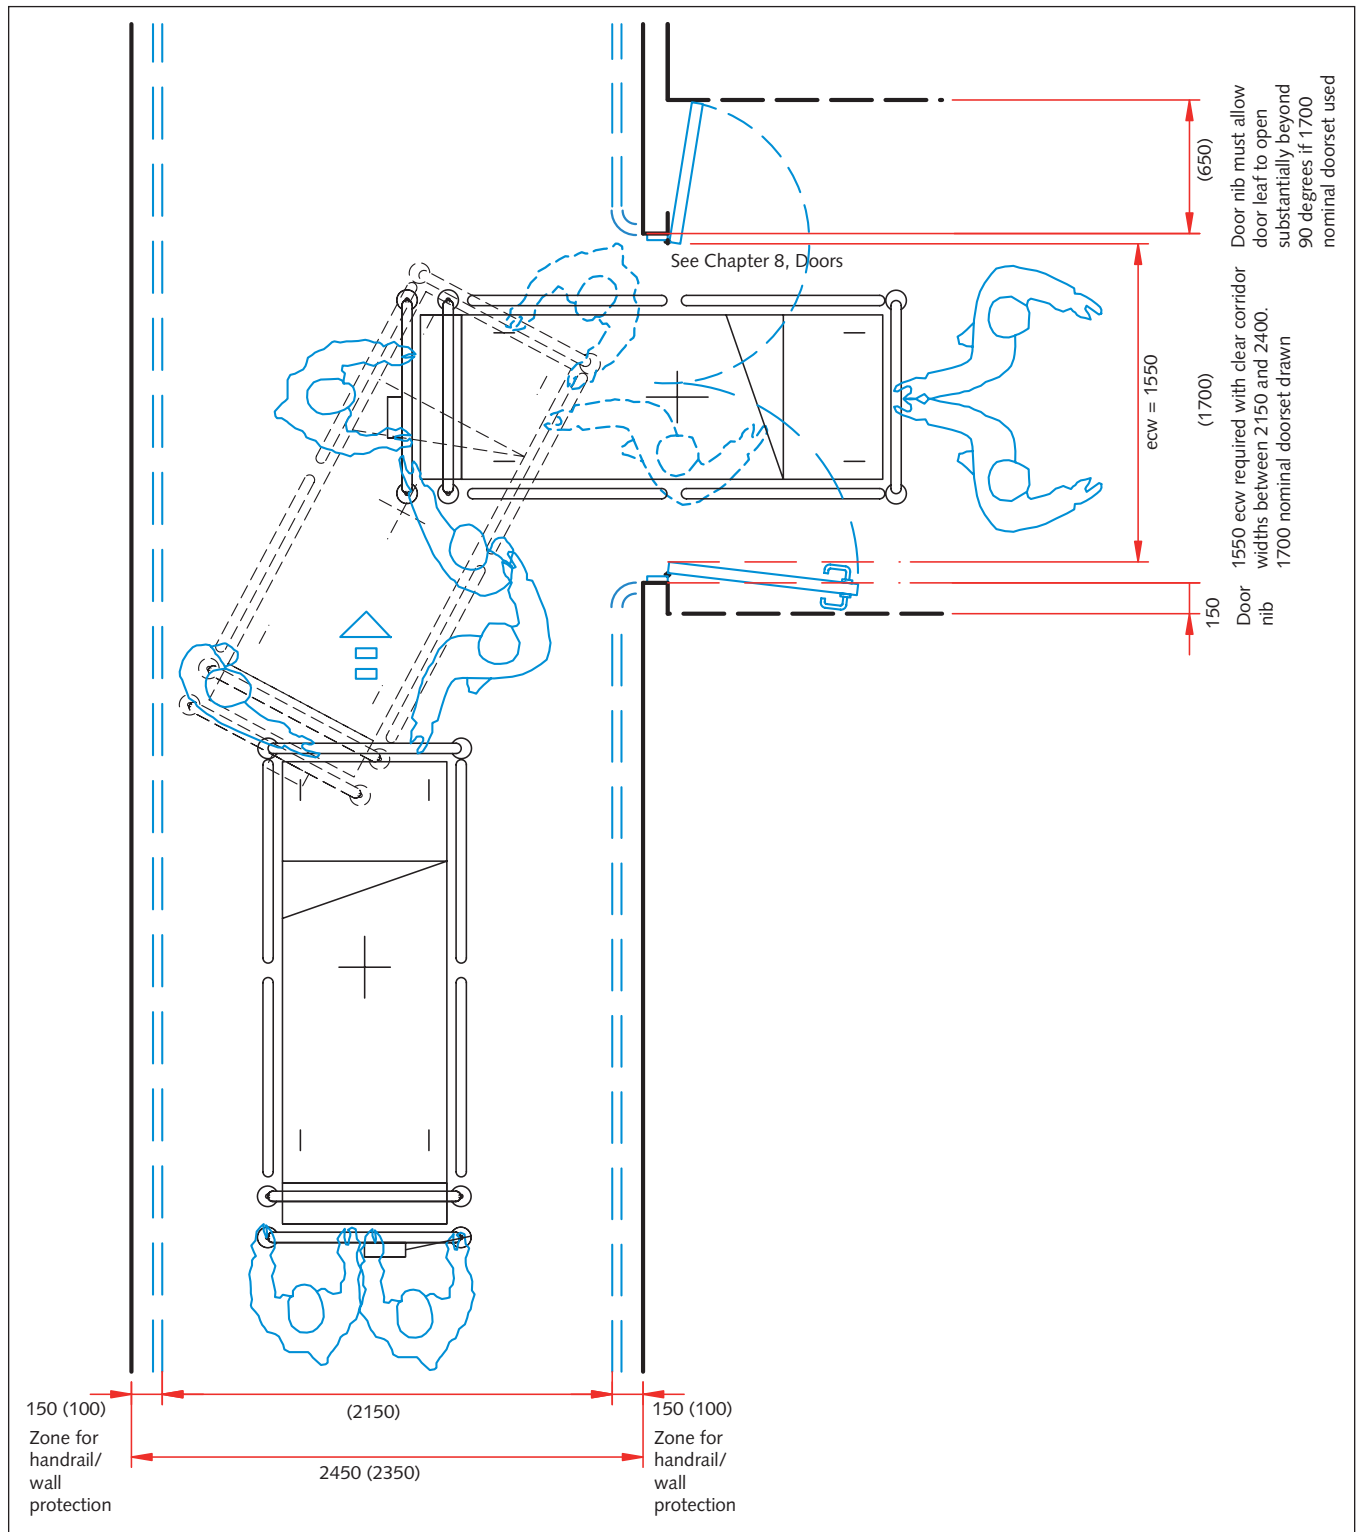 See Chapter 8, Doors
(650)
Door nib must allow
door leaf to open
substantially beyond
90 degrees if 1700
nominal doorset used
ecw = 1550
(1700)
1550 ecw required with clear corridor
widths between 2150 and 2400.
1700 nominal doorset drawn
150
Door
nib
150 (100)
Zone for
handrail/
wall
protection
(2150)
2450 (2350)
150 (100)
Zone for
handrail/
wall
protection